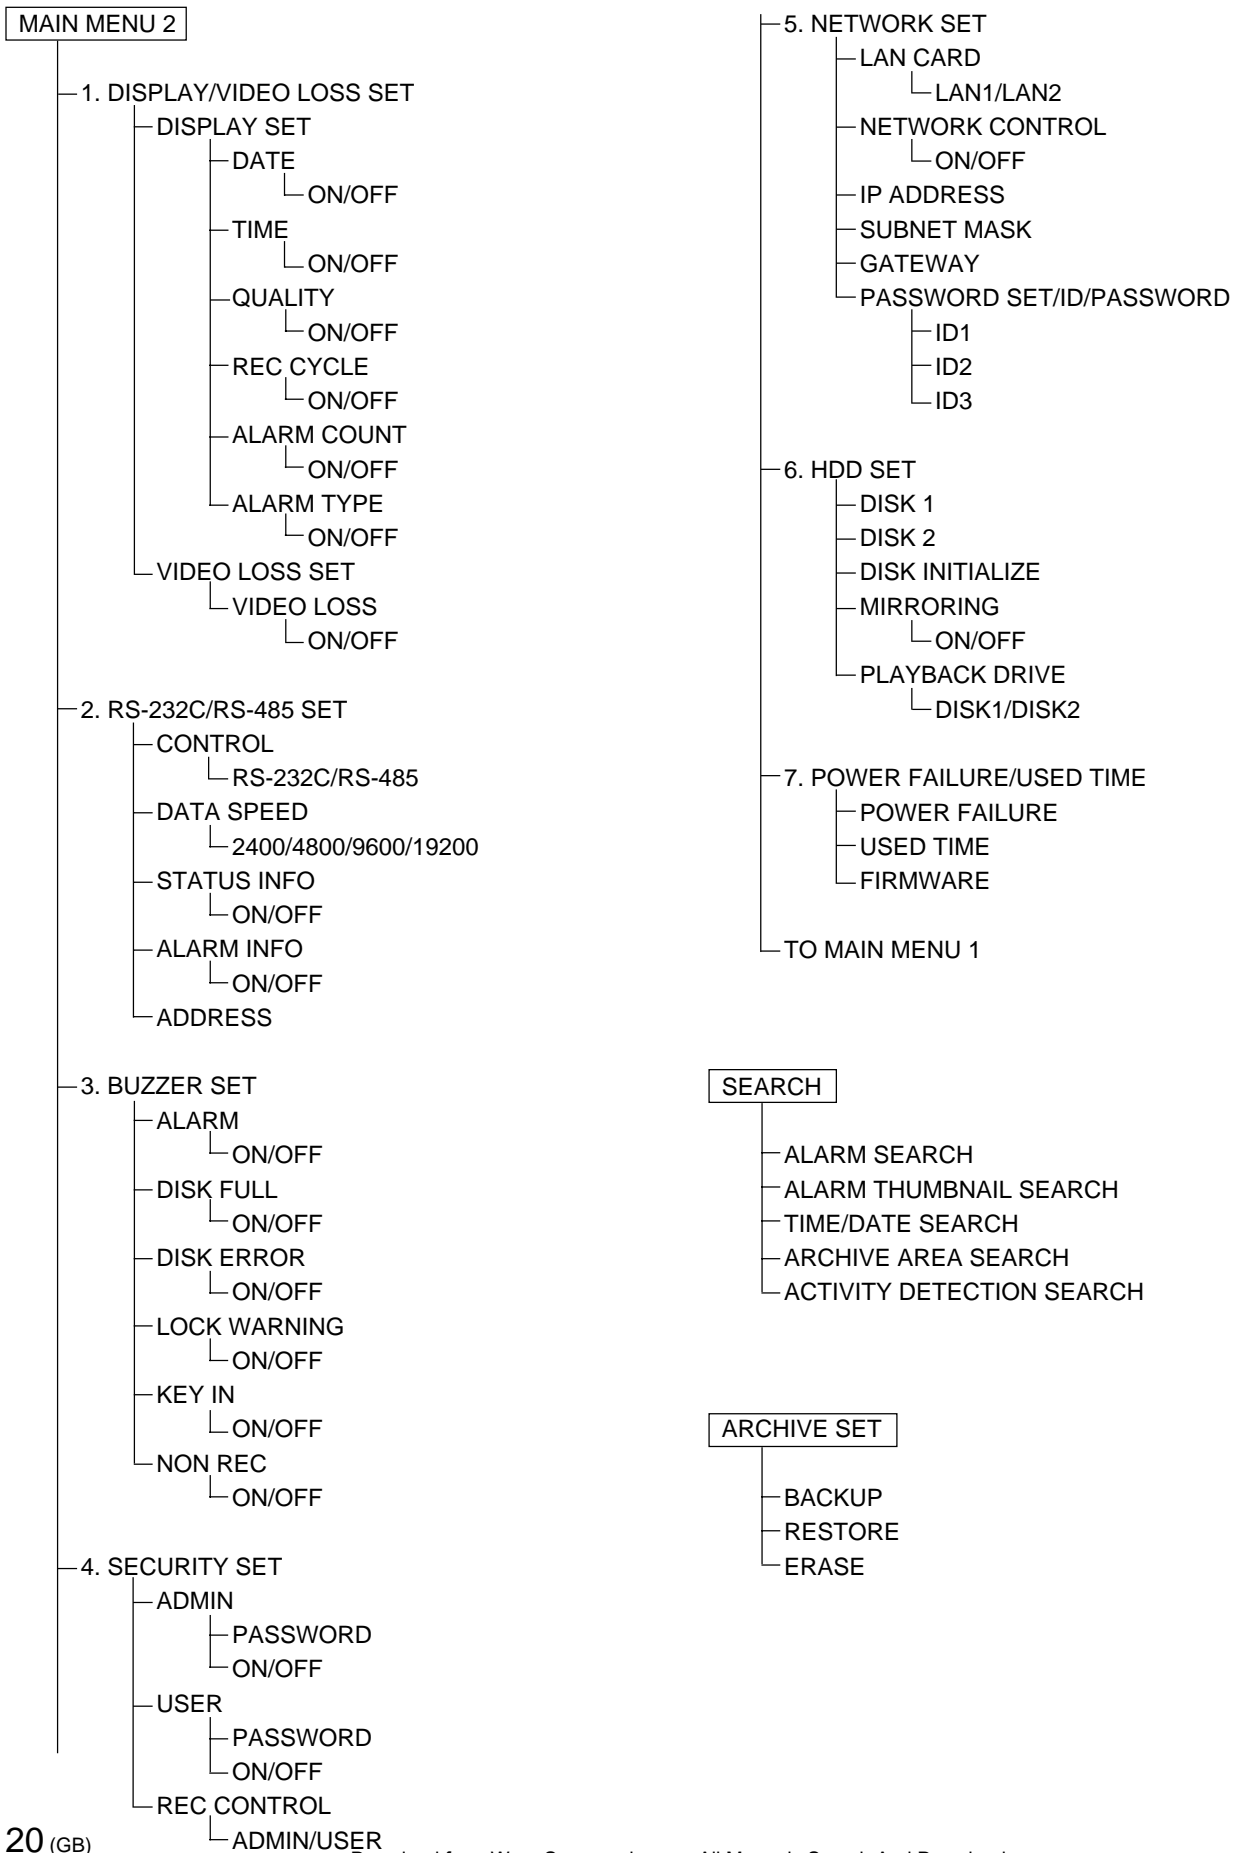 MAIN MENU 2
1. DISPLAY/VIDEO LOSS SET
DISPLAY SET
DATE
ON/OFF
TIME
ON/OFF
QUALITY
ON/OFF
REC CYCLE
ON/OFF
ALARM COUNT
ON/OFF
ALARM TYPE
ON/OFF
VIDEO LOSS SET
VIDEO LOSS
ON/OFF
2. RS-232C/RS-485 SET
CONTROL
RS-232C/RS-485
DATA SPEED
2400/4800/9600/19200
STATUS INFO
ON/OFF
ALARM INFO
ON/OFF
ADDRESS
3. BUZZER SET
ALARM
ON/OFF
DISK FULL
ON/OFF
DISK ERROR
ON/OFF
LOCK WARNING
ON/OFF
KEY IN
ON/OFF
NON REC
ON/OFF
4. SECURITY SET
ADMIN
PASSWORD
ON/OFF
USER
PASSWORD
ON/OFF
REC CONTROL
ADMIN/USER
5. NETWORK SET
LAN CARD
LAN1/LAN2
NETWORK CONTROL
ON/OFF
IP ADDRESS
SUBNET MASK
GATEWAY
PASSWORD SET/ID/PASSWORD
ID1
ID2
ID3
6. HDD SET
DISK 1
DISK 2
DISK INITIALIZE
MIRRORING
ON/OFF
PLAYBACK DRIVE
DISK1/DISK2
7. POWER FAILURE/USED TIME
POWER FAILURE
USED TIME
FIRMWARE
TO MAIN MENU 1
SEARCH
ALARM SEARCH
ALARM THUMBNAIL SEARCH
TIME/DATE SEARCH
ARCHIVE AREA SEARCH
ACTIVITY DETECTION SEARCH
ARCHIVE SET
BACKUP
RESTORE
ERASE
20 (GB)